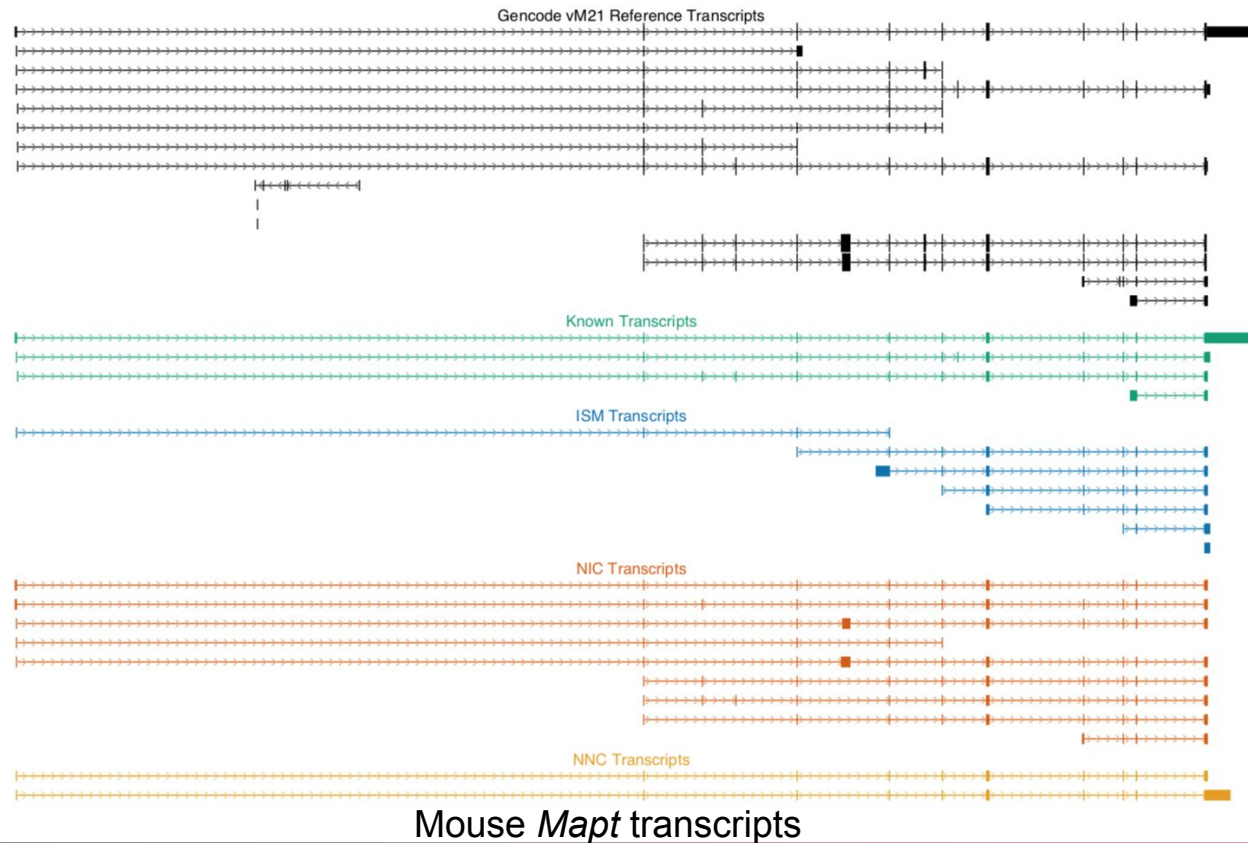 Gencode vM21 Reference Transcripts
Known Transcripts
ISM Transcripts
NIC Transcripts
NNC Transcripts
Mouse Mapt transcripts